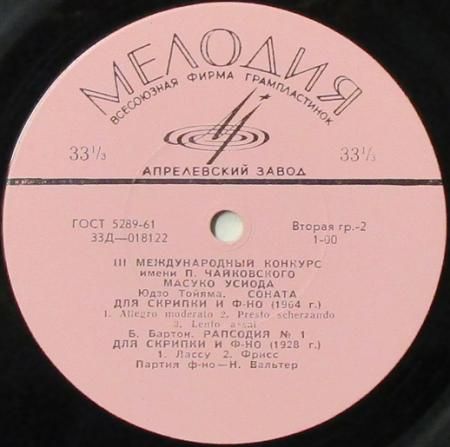 МЕЛОДИЯ
ВСЕСОЮЗНАЯ ФИРМА ГРАМПЛАСТИНОК
33⅓ 33⅓
АПРЕЛЕВСКИЙ ЗАВОД
ГОСТ 5289-61 Вторая гр.-2
33Д—018122 1-00
III МЕЖДУНАРОДНЫЙ КОНКУРС
имени П. ЧАЙКОВСКОГО
МАСУКО УСИОДА
Юдзо Тойяма. СОНАТА
ДЛЯ СКРИПКИ И Ф-НО (1964 г.)
1. Allegro moderato 2. Presto scherzando
3. Lento assai
Б. Барток. РАПСОДИЯ № 1
ДЛЯ СКРИПКИ И Ф-НО (1928 г.)
1. Лассу 2. Фрисс
Партия ф-но—Н. Вальтер